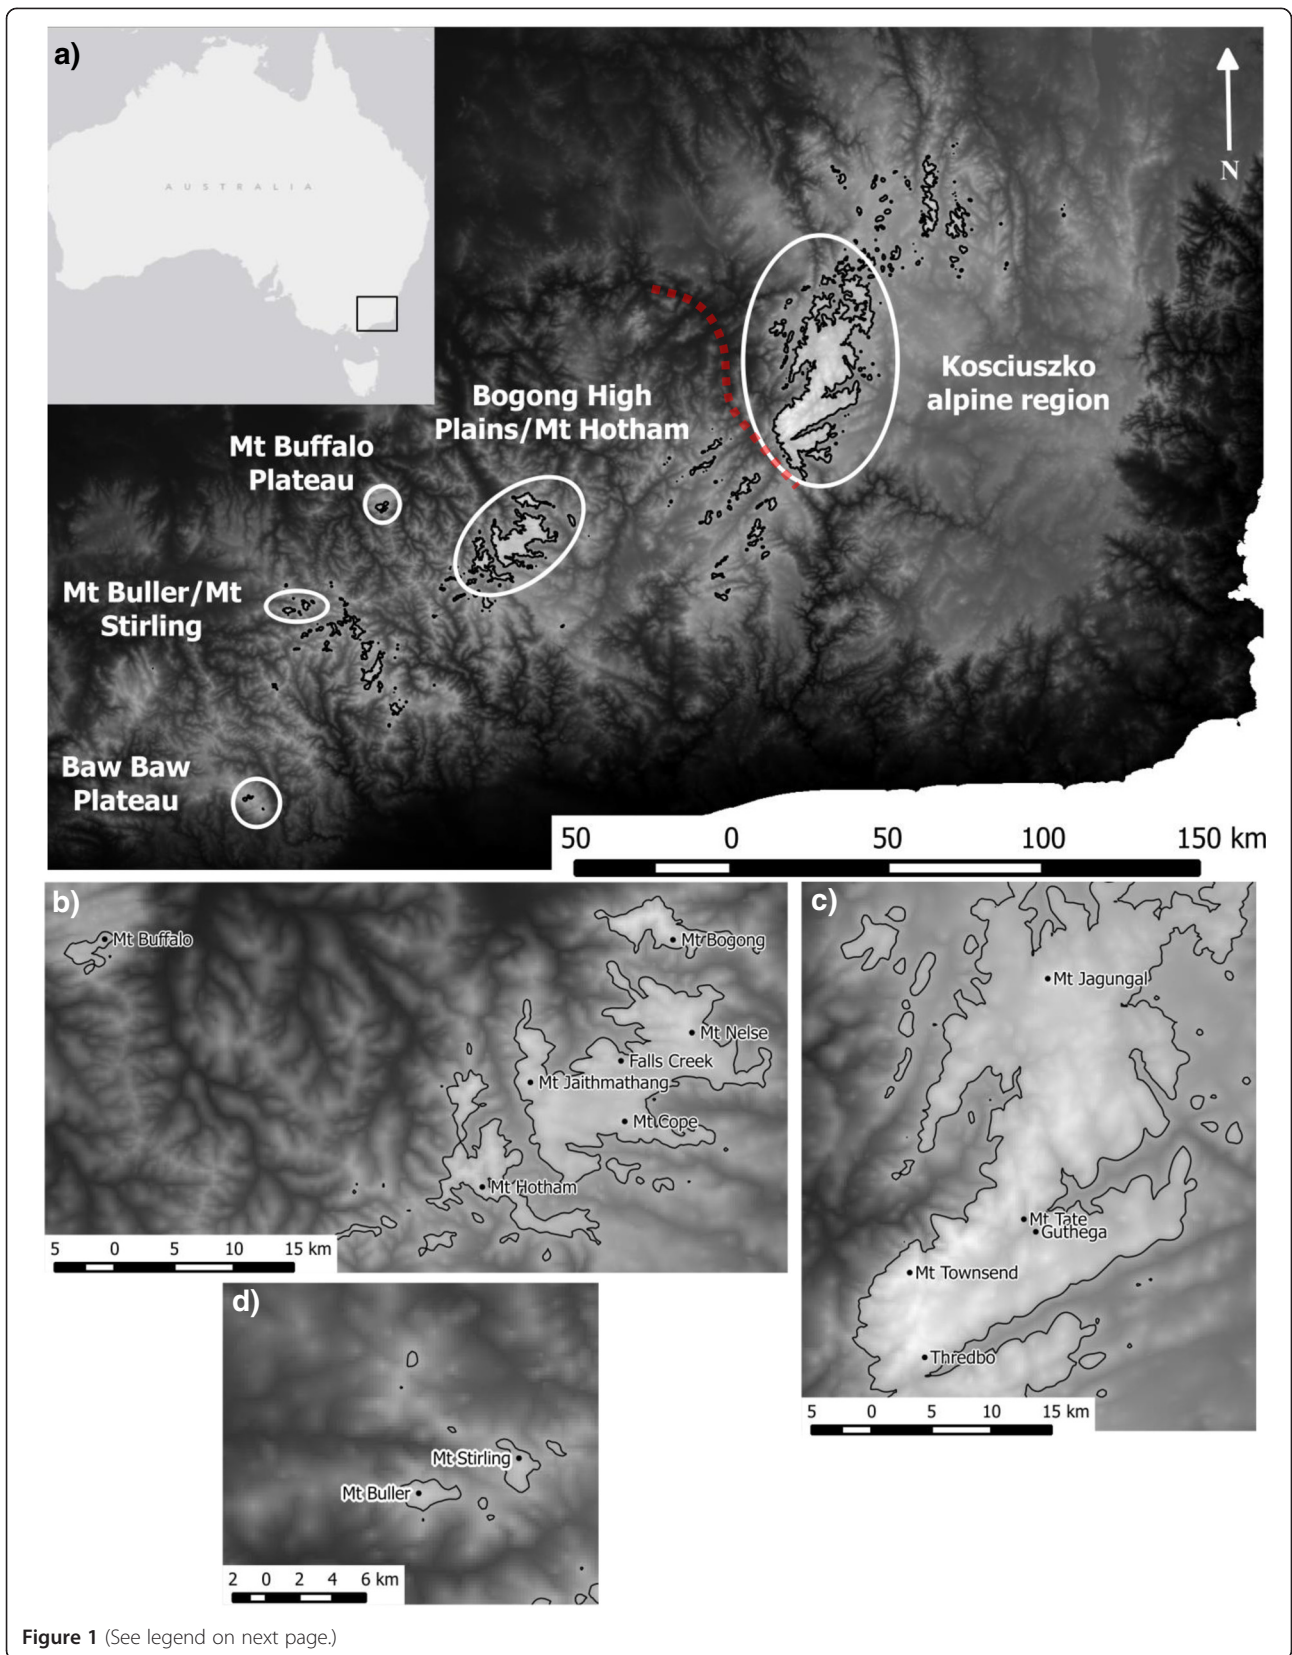 a)
AUSTRALIA
N
Kosciuszko
alpine region
Bogong High
Plains/Mt Hotham
Mt Buffalo
Plateau
Mt Buller/Mt
Stirling
Baw Baw
Plateau
50 0 50 100 150 km
b)
Mt Buffalo
Mt Bogong
Mt Nelse
Falls Creek
Mt Jaithmathang
Mt Cope
Mt Hotham
5 0 5 10 15 km
c)
Mt Jagungal
Mt Tate
Guthega
Mt Townsend
Thredbo
5 0 5 10 15 km
d)
Mt Stirling
Mt Buller
2 0 2 4 6 km
Figure 1 (See legend on next page.)